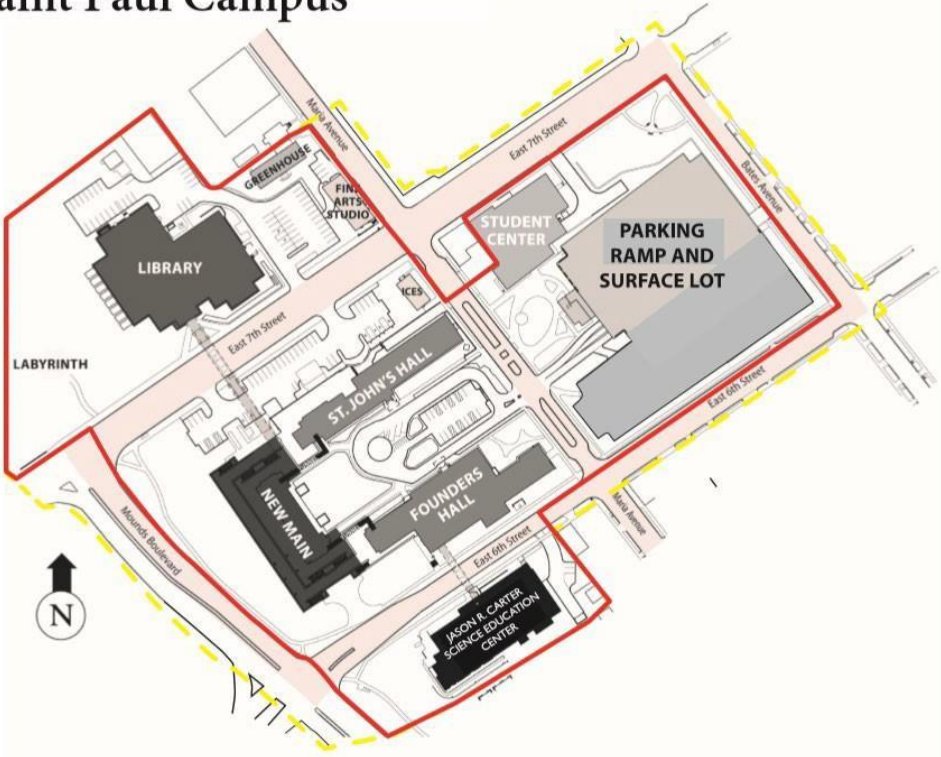 aint Paul Campus
Maria Avenue
East 7th Street
Bates Avenue
GREENHOUSE
FINE
ARTS
STUDIO
STUDENT
CENTER
PARKING
RAMP AND
SURFACE LOT
LIBRARY
ICES
East 7th Street
LABYRINTH
ST. JOHN'S HALL
East 6th Street
NEW MAIN
FOUNDERS
HALL
Mounds Boulevard
Maria Avenue
East 6th Street
N
JASON R. CARTER
SCIENCE EDUCATION
CENTER